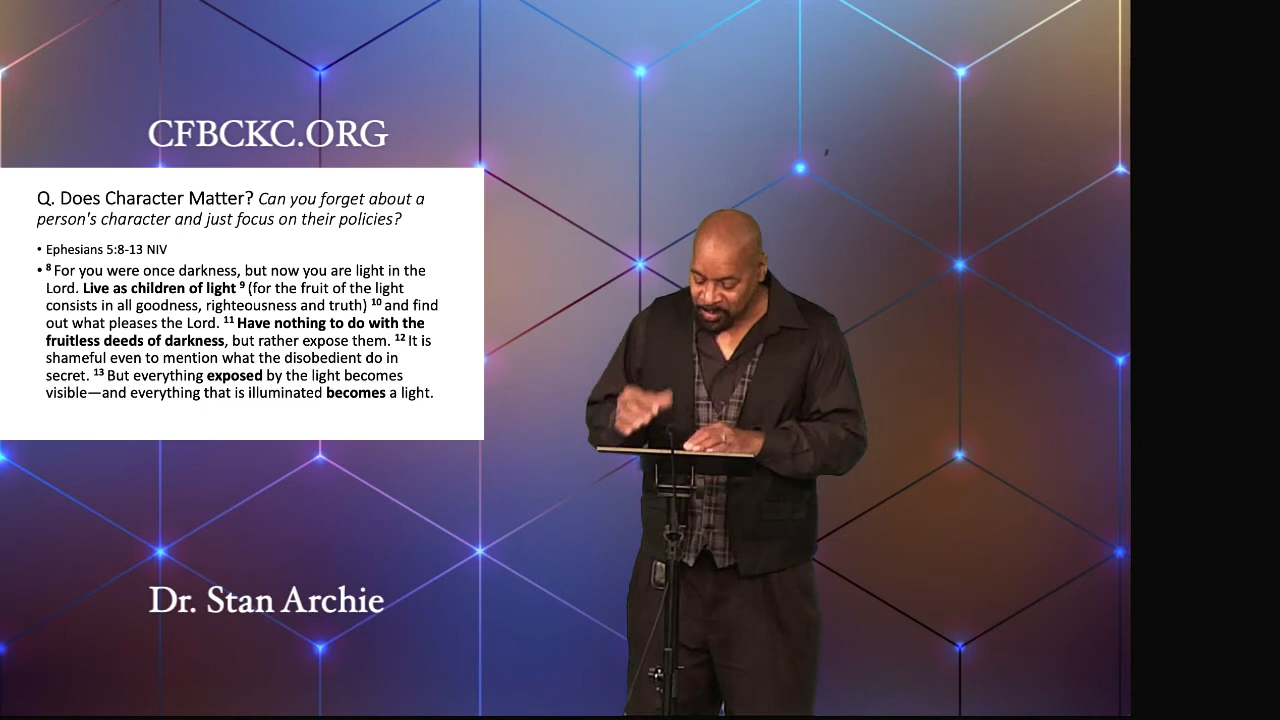 CFBCKC.ORG
Q. Does Character Matter? Can you forget about a
person's character and just focus on their policies?
• Ephesians 5:8-13 NIV
• ⁸ For you were once darkness, but now you are light in the
Lord. Live as children of light ⁹ (for the fruit of the light
consists in all goodness, righteousness and truth) ¹⁰ and find
out what pleases the Lord. ¹¹ Have nothing to do with the
fruitless deeds of darkness, but rather expose them. ¹² It is
shameful even to mention what the disobedient do in
secret. ¹³ But everything exposed by the light becomes
visible—and everything that is illuminated becomes a light.
Dr. Stan Archie